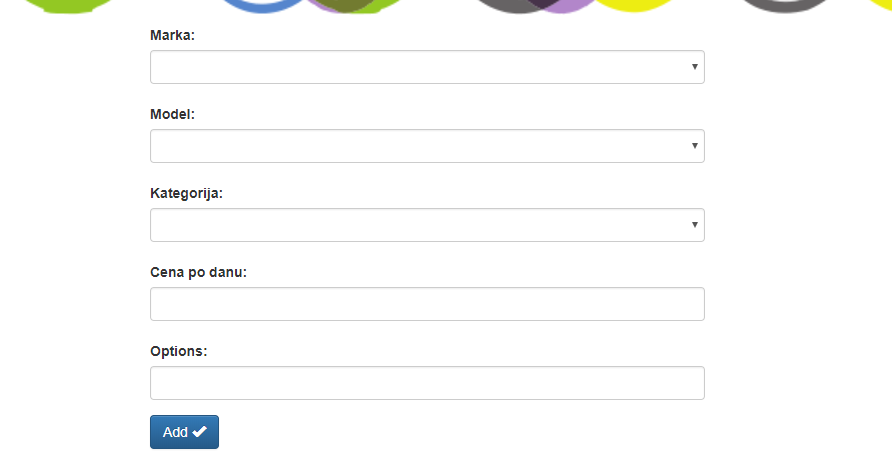 Marka:
Model:
Kategorija:
Cena po danu:
Options:
Add